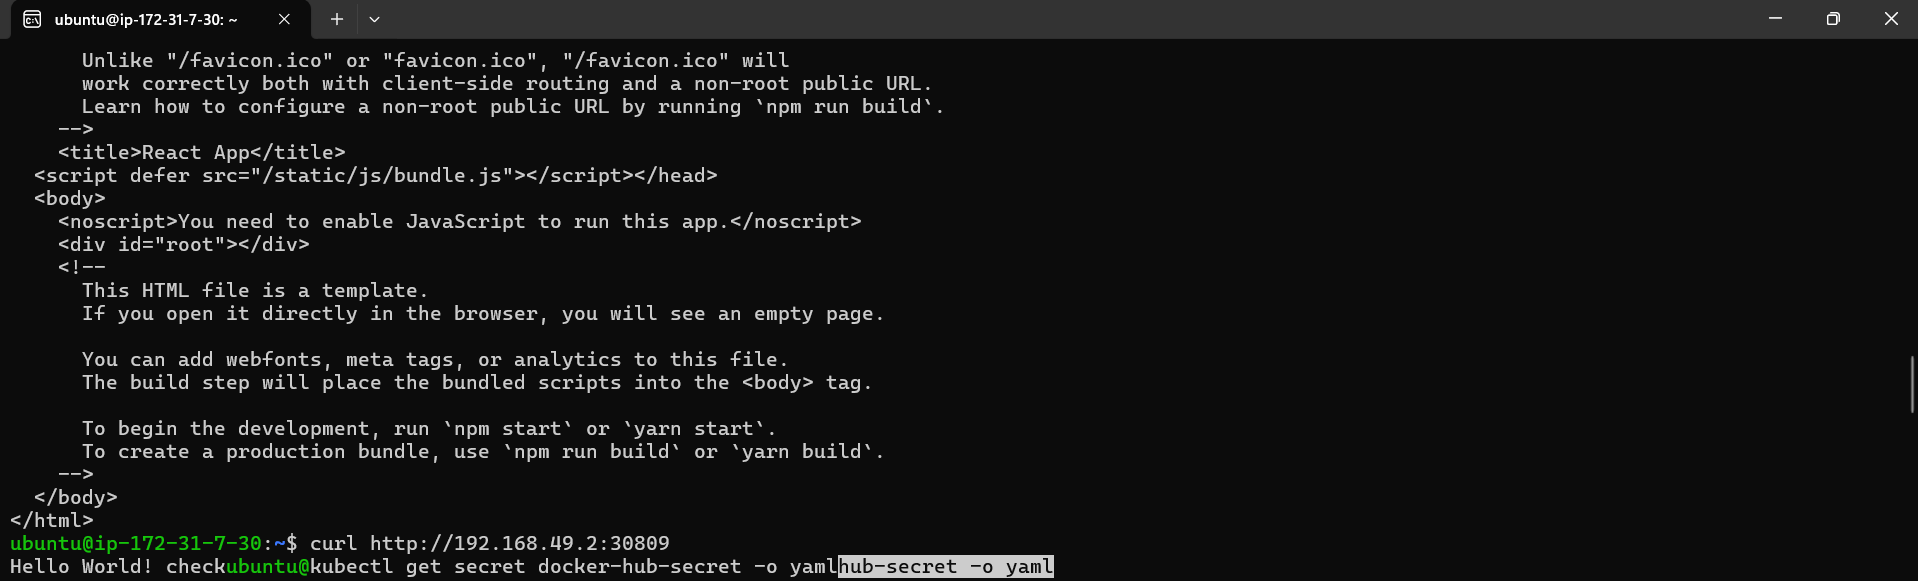 ubuntu@ip-172-31-7-30: ~
Unlike "/favicon.ico" or "favicon.ico", "/favicon.ico" will
work correctly both with client-side routing and a non-root public URL.
Learn how to configure a non-root public URL by running `npm run build`.
-->
<title>React App</title>
<script defer src="/static/js/bundle.js"></script></head>
<body>
<noscript>You need to enable JavaScript to run this app.</noscript>
<div id="root"></div>
<!--
This HTML file is a template.
If you open it directly in the browser, you will see an empty page.
You can add webfonts, meta tags, or analytics to this file.
The build step will place the bundled scripts into the <body> tag.
To begin the development, run `npm start` or `yarn start`.
To create a production bundle, use `npm run build` or `yarn build`.
-->
</body>
</html>
ubuntu@ip-172-31-7-30:~$ curl http://192.168.49.2:30809
Hello World! checkubuntu@kubectl get secret docker-hub-secret -o yamlhub-secret -o yaml